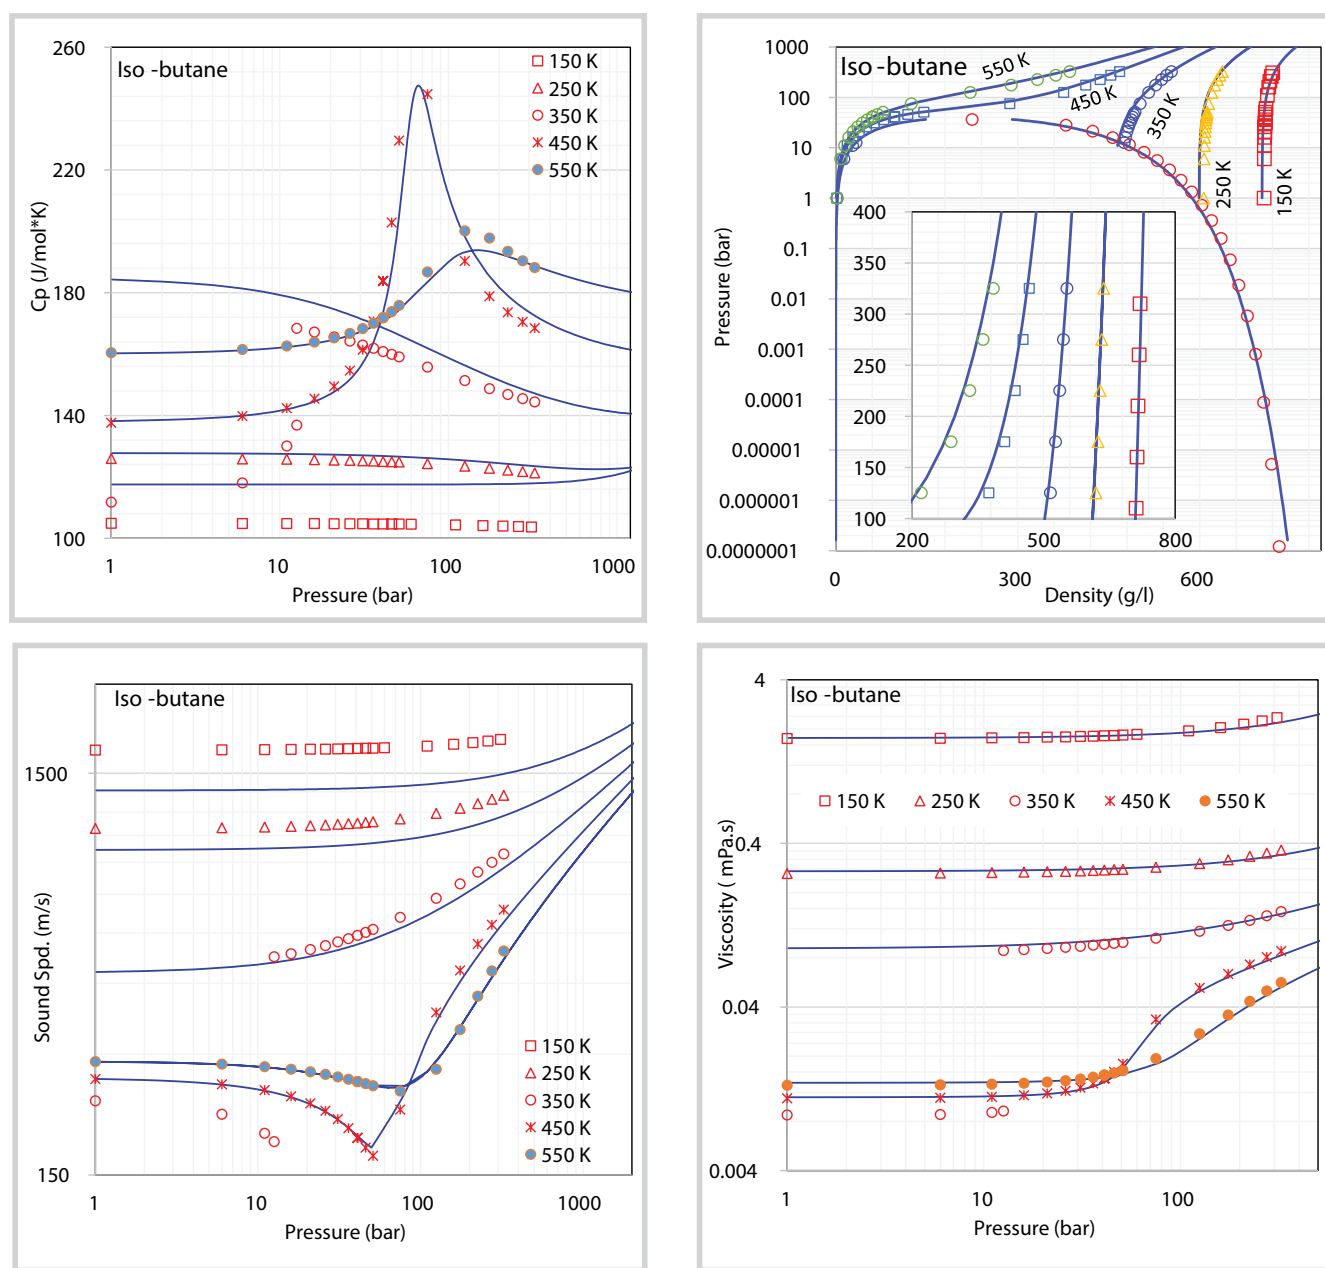 Iso -butane
Cp (J/mol*K)
260
220
180
140
100
150 K
250 K
350 K
450 K
550 K
1
10
100
1000
Pressure (bar)
Iso -butane
Pressure (bar)
1000
100
10
1
0.1
0.01
0.001
0.0001
0.00001
0.000001
0.0000001
550 K
450 K
350 K
250 K
150 K
400
350
300
250
200
150
100
200
500
800
0
300
600
Density (g/l)
Iso -butane
Sound Spd. (m/s)
1500
150
150 K
250 K
350 K
450 K
550 K
1
10
100
1000
Pressure (bar)
Iso -butane
Viscosity ( mPa.s)
4
0.4
0.04
0.004
150 K 250 K 350 K 450 K 550 K
1
10
100
Pressure (bar)